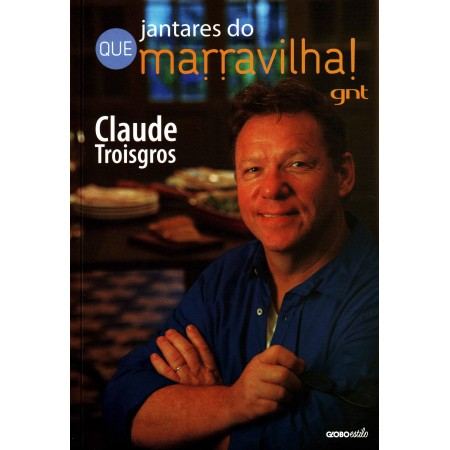 jantares do
QUE
marravilha!
gnt
Claude
Troisgros
GLOBOestilo